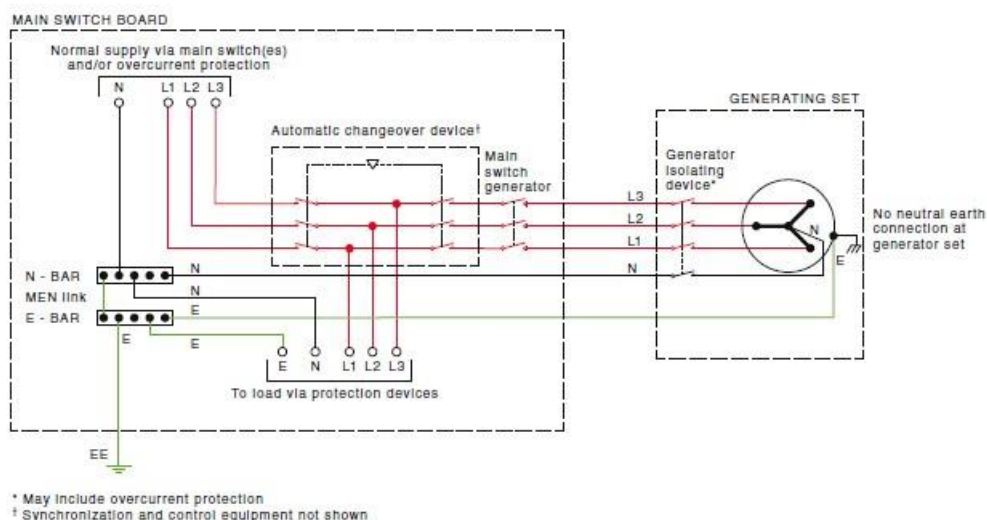 MAIN SWITCH BOARD
Normal supply via main switch(es)
and/or overcurrent protection
N L1 L2 L3
GENERATING SET
Automatic changeover device†
Main
switch
generator
Generator
isolating
device*
L3
L2
L1
N
N
No neutral earth
connection at
generator set
E
N - BAR
N
MEN link
N
E - BAR
E
E
E
E N L1 L2 L3
To load via protection devices
EE
* May include overcurrent protection
† Synchronization and control equipment not shown